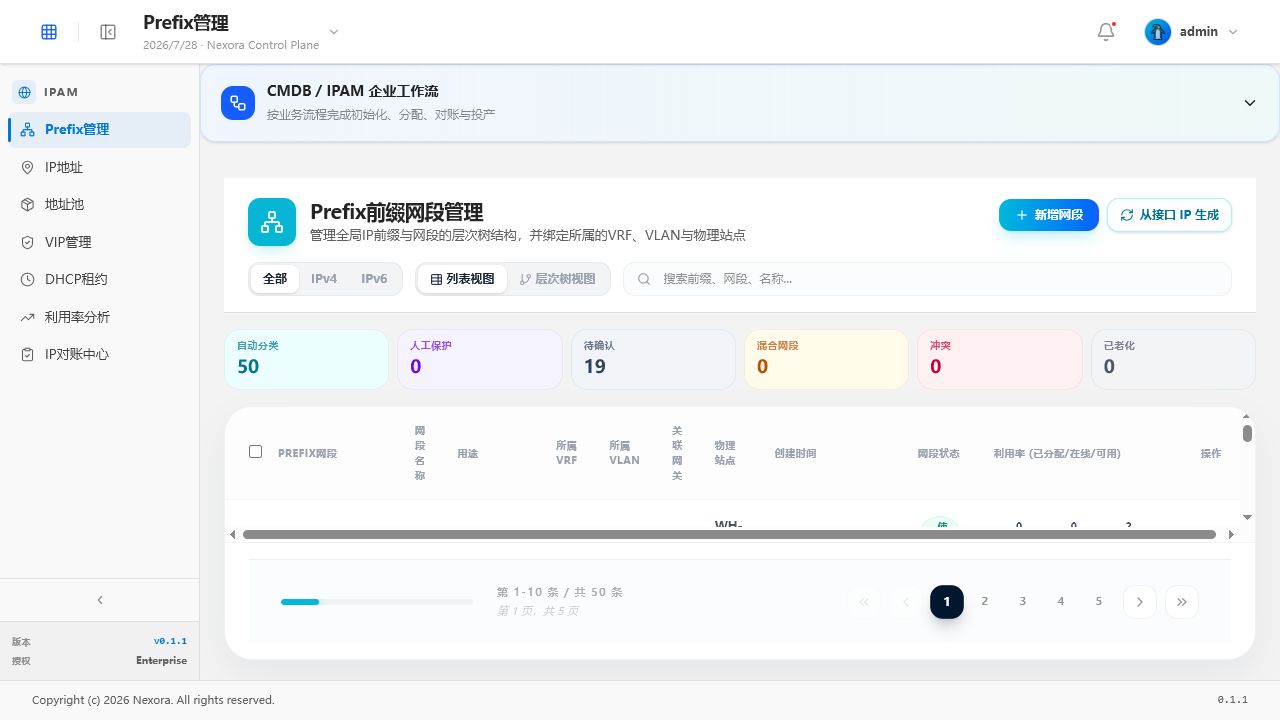 Prefix管理
2026/7/28 · Nexora Control Plane
admin
IPAM
Prefix管理
IP地址
地址池
VIP管理
DHCP租约
利用率分析
IP对账中心
版本 v0.1.1
授权 Enterprise
CMDB / IPAM 企业工作流
按业务流程完成初始化、分配、对账与投产
Prefix前缀网段管理
管理全局IP前缀与网段的层次树结构，并绑定所属的VRF、VLAN与物理站点
新增网段
从接口 IP 生成
全部 IPv4 IPv6
列表视图 层次树视图
搜索前缀、网段、名称...
自动分类
50
人工保护
0
待确认
19
混合网段
0
冲突
0
已老化
0
PREFIX网段 网段名称 用途 所属VRF 所属VLAN 关联网关 物理站点 创建时间 网段状态 利用率 (已分配/在线/可用) 操作
WH-
第 1-10 条 / 共 50 条
第 1 页，共 5 页
1 2 3 4 5
Copyright (c) 2026 Nexora. All rights reserved.
0.1.1